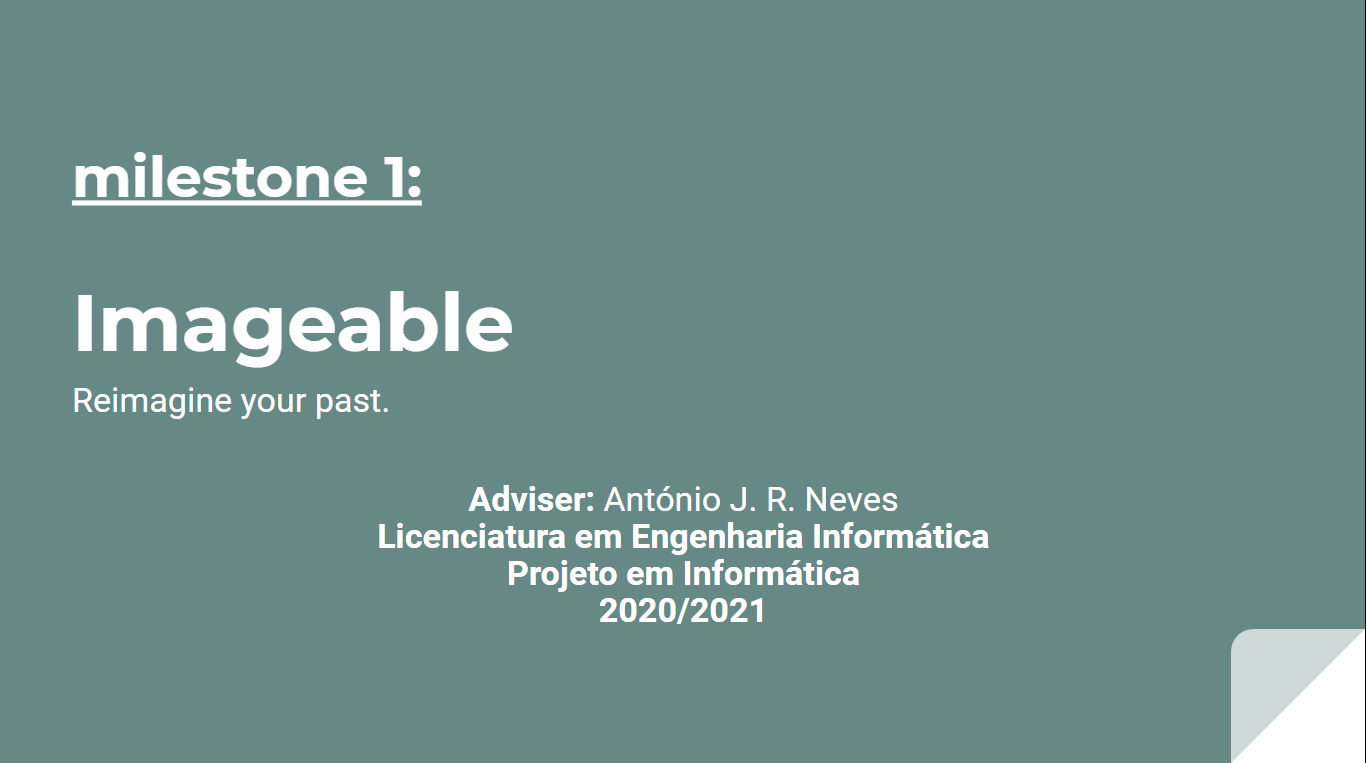 milestone 1:
Imageable
Reimagine your past.
Adviser: António J. R. Neves
Licenciatura em Engenharia Informática
Projeto em Informática
2020/2021